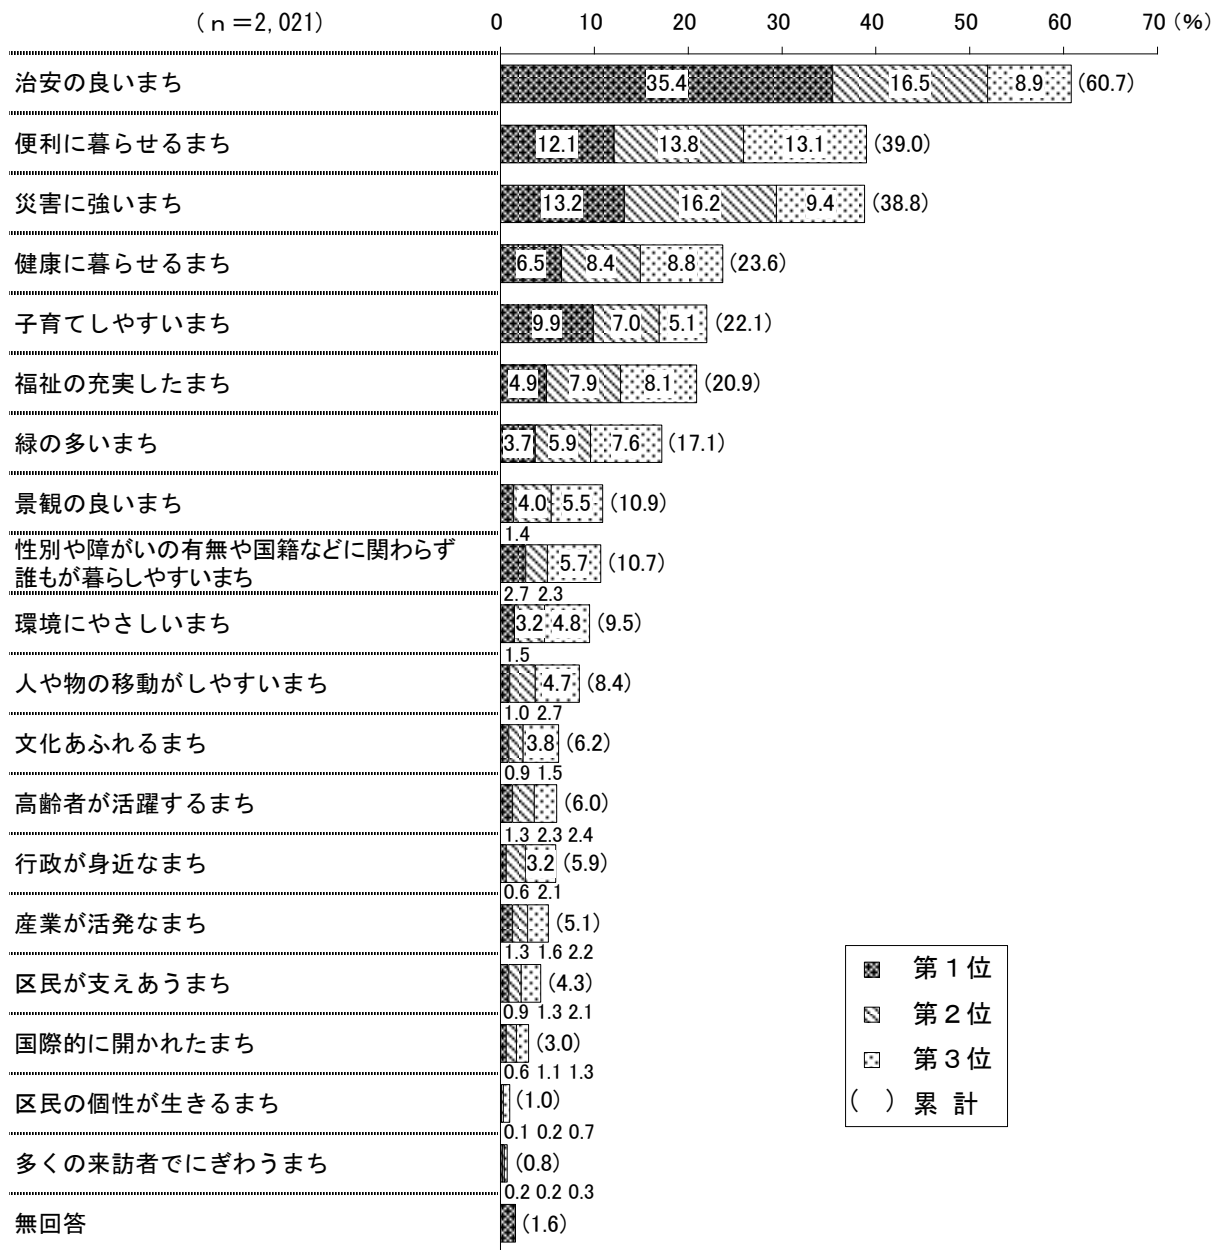 (ｎ=2,021)
0 10 20 30 40 50 60 70 (%)
治安の良いまち 35.4 16.5 8.9 (60.7)
便利に暮らせるまち 12.1 13.8 13.1 (39.0)
災害に強いまち 13.2 16.2 9.4 (38.8)
健康に暮らせるまち 6.5 8.4 8.8 (23.6)
子育てしやすいまち 9.9 7.0 5.1 (22.1)
福祉の充実したまち 4.9 7.9 8.1 (20.9)
緑の多いまち 3.7 5.9 7.6 (17.1)
景観の良いまち 4.0 5.5 (10.9)
1.4
性別や障がいの有無や国籍などに関わらず
誰もが暮らしやすいまち 5.7 (10.7)
2.7 2.3
環境にやさしいまち 3.2 4.8 (9.5)
1.5
人や物の移動がしやすいまち 4.7 (8.4)
1.0 2.7
文化あふれるまち 3.8 (6.2)
0.9 1.5
高齢者が活躍するまち (6.0)
1.3 2.3 2.4
行政が身近なまち 3.2 (5.9)
0.6 2.1
産業が活発なまち (5.1)
1.3 1.6 2.2
区民が支えあうまち (4.3)
0.9 1.3 2.1
国際的に開かれたまち (3.0)
0.6 1.1 1.3
区民の個性が生きるまち (1.0)
0.1 0.2 0.7
多くの来訪者でにぎわうまち (0.8)
0.2 0.2 0.3
無回答 (1.6)
第１位
第２位
第３位
( ) 累計